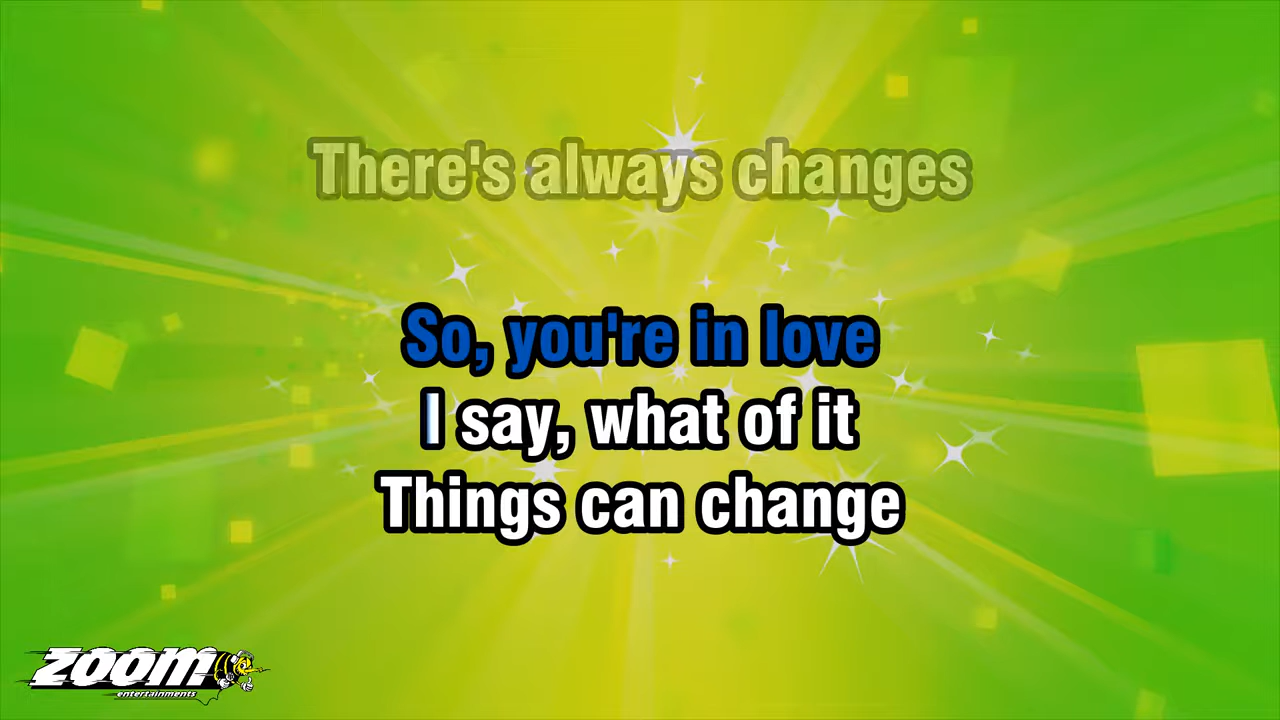 There's always changes
So, you're in love
I say, what of it
Things can change
zoom
entertainments